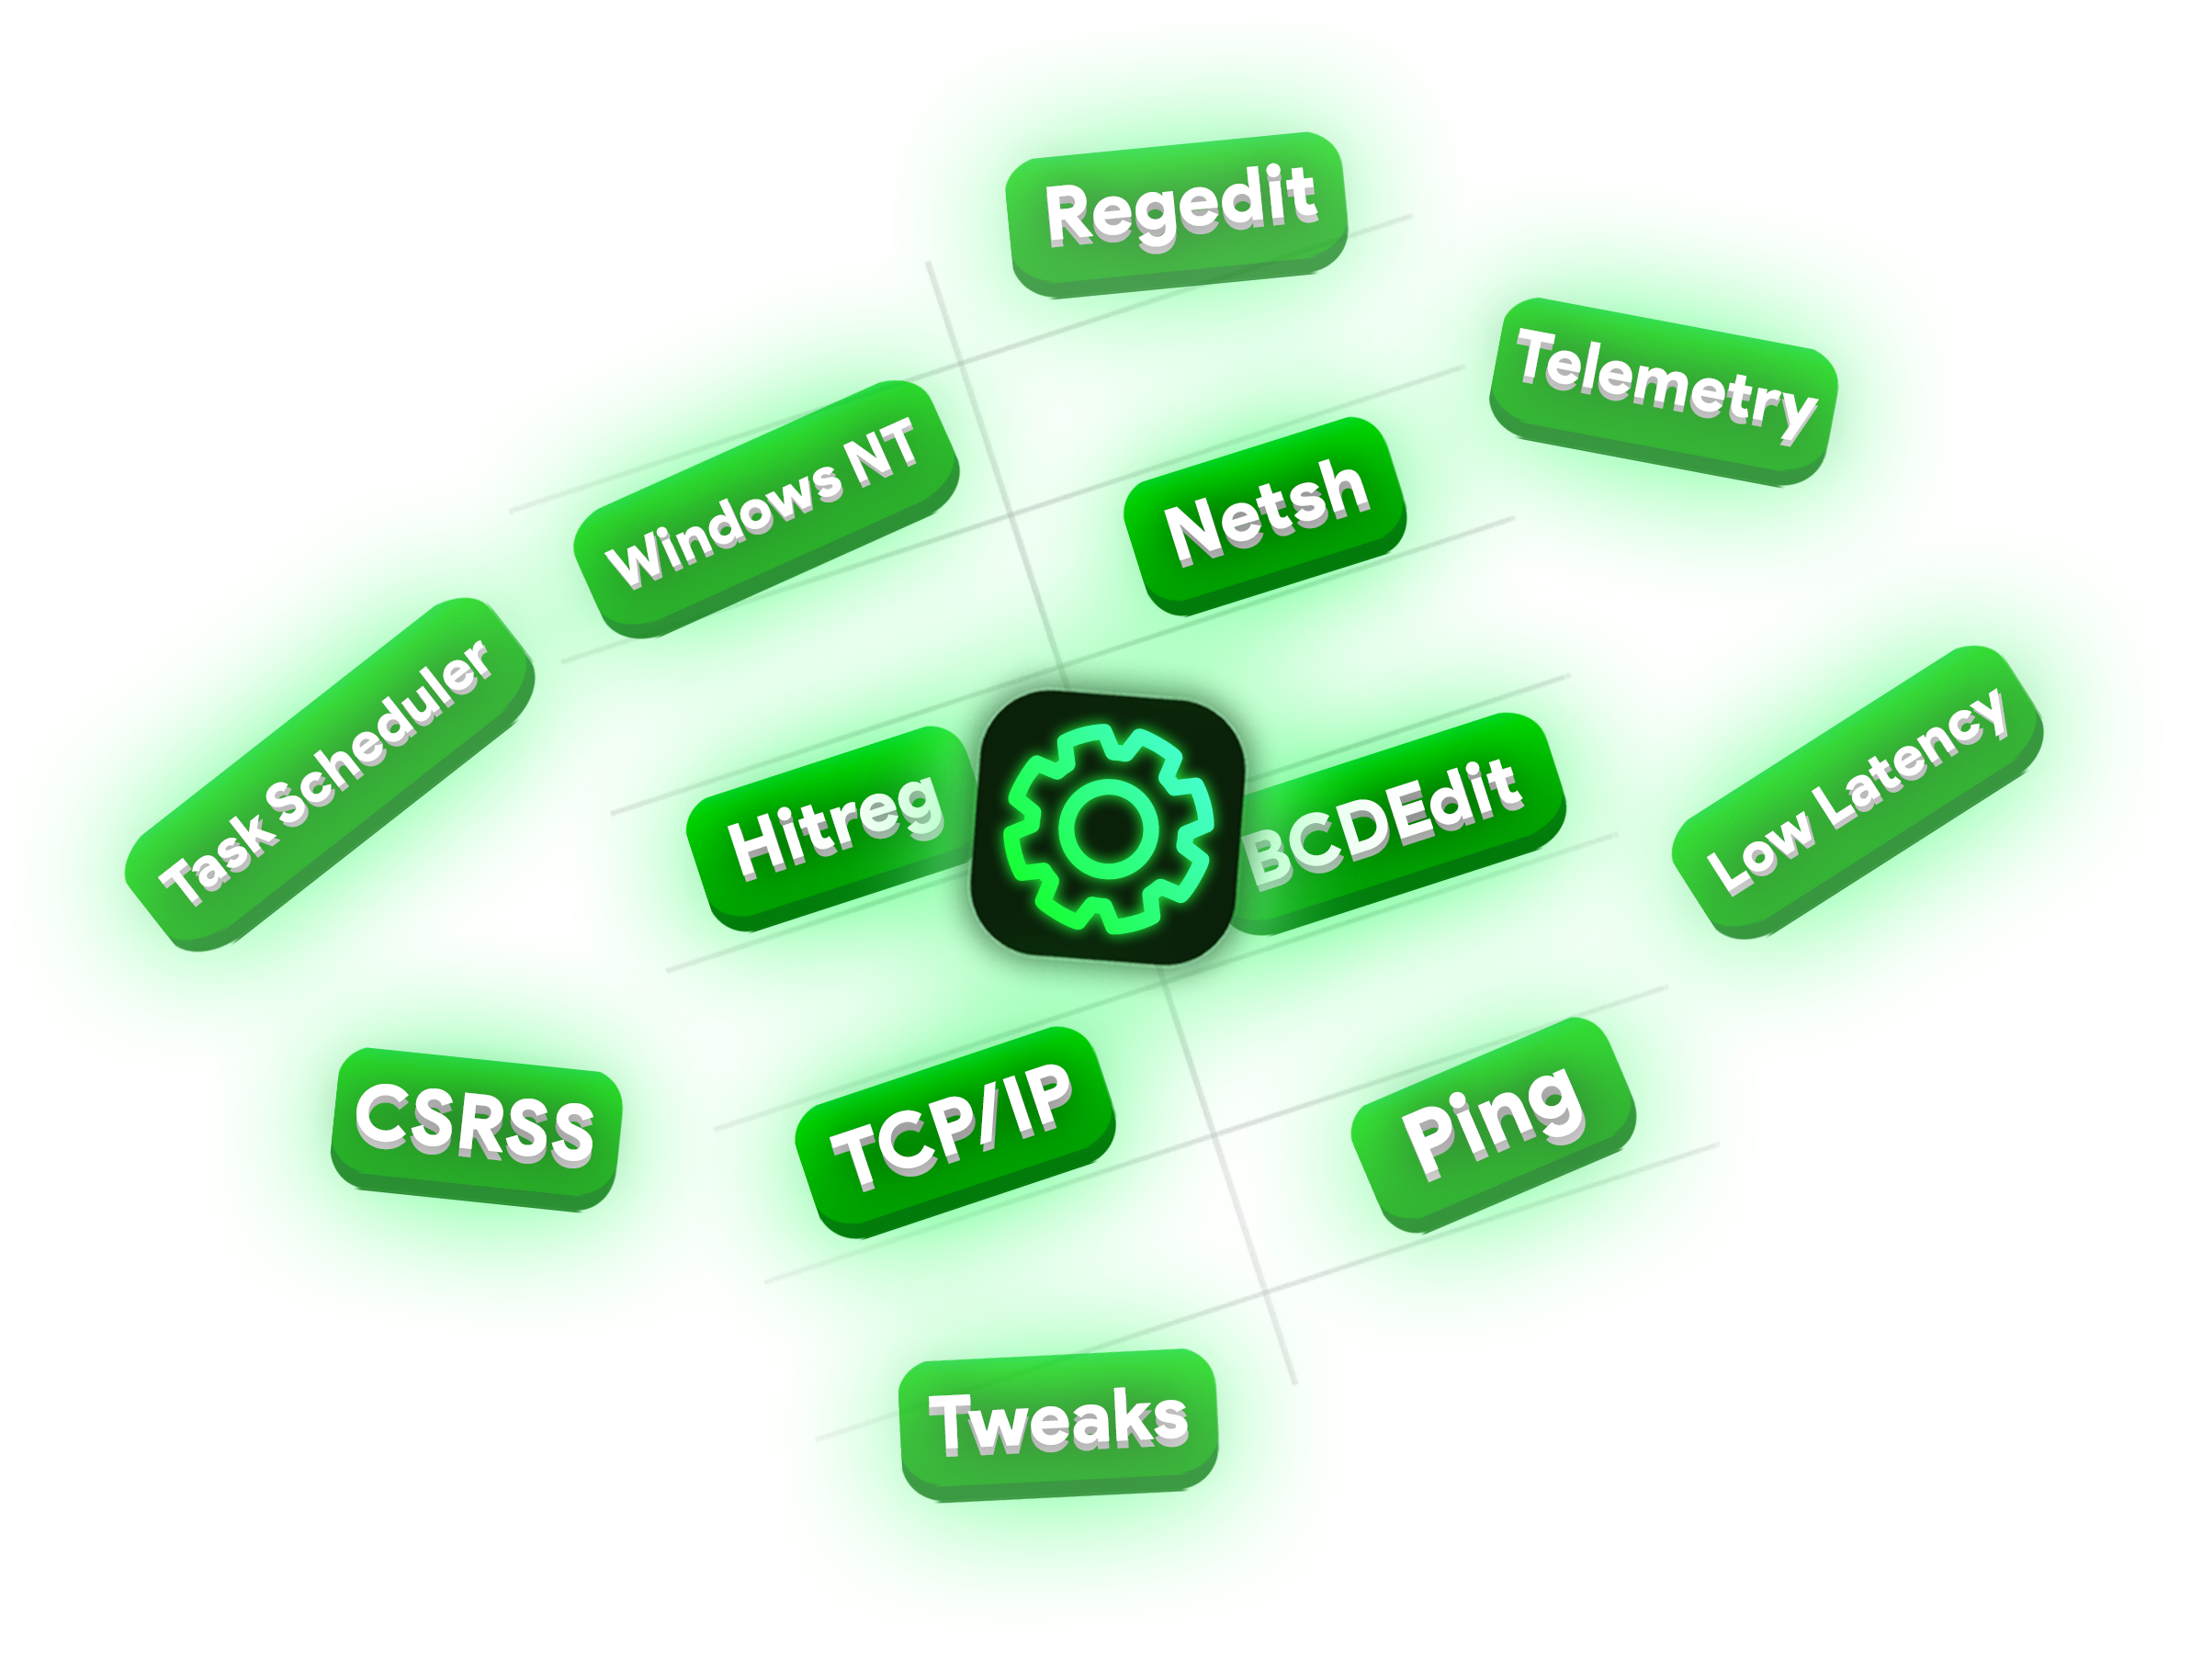 Regedit
Telemetry
Windows NT
Netsh
Task Scheduler
Hitreg
BCDEdit
Low Latency
CSRSS
TCP/IP
Ping
Tweaks